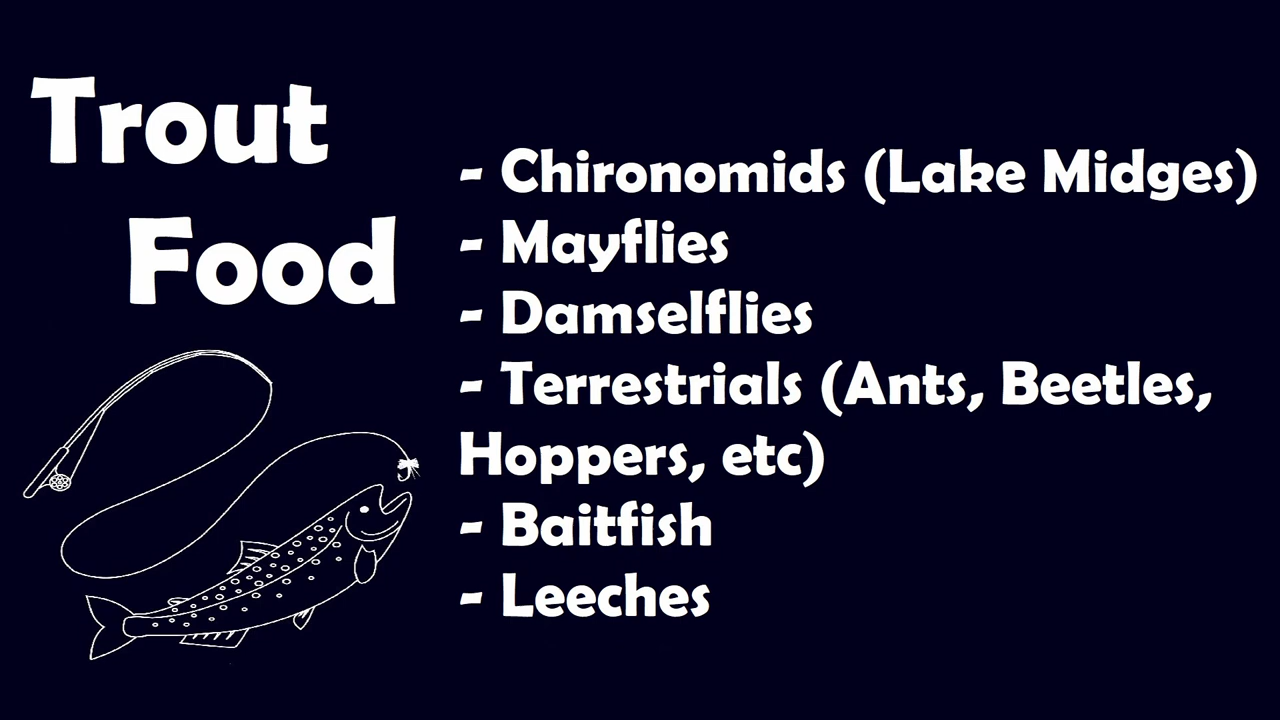 Trout
Food
- Chironomids (Lake Midges)
- Mayflies
- Damselflies
- Terrestrials (Ants, Beetles,
Hoppers, etc)
- Baitfish
- Leeches